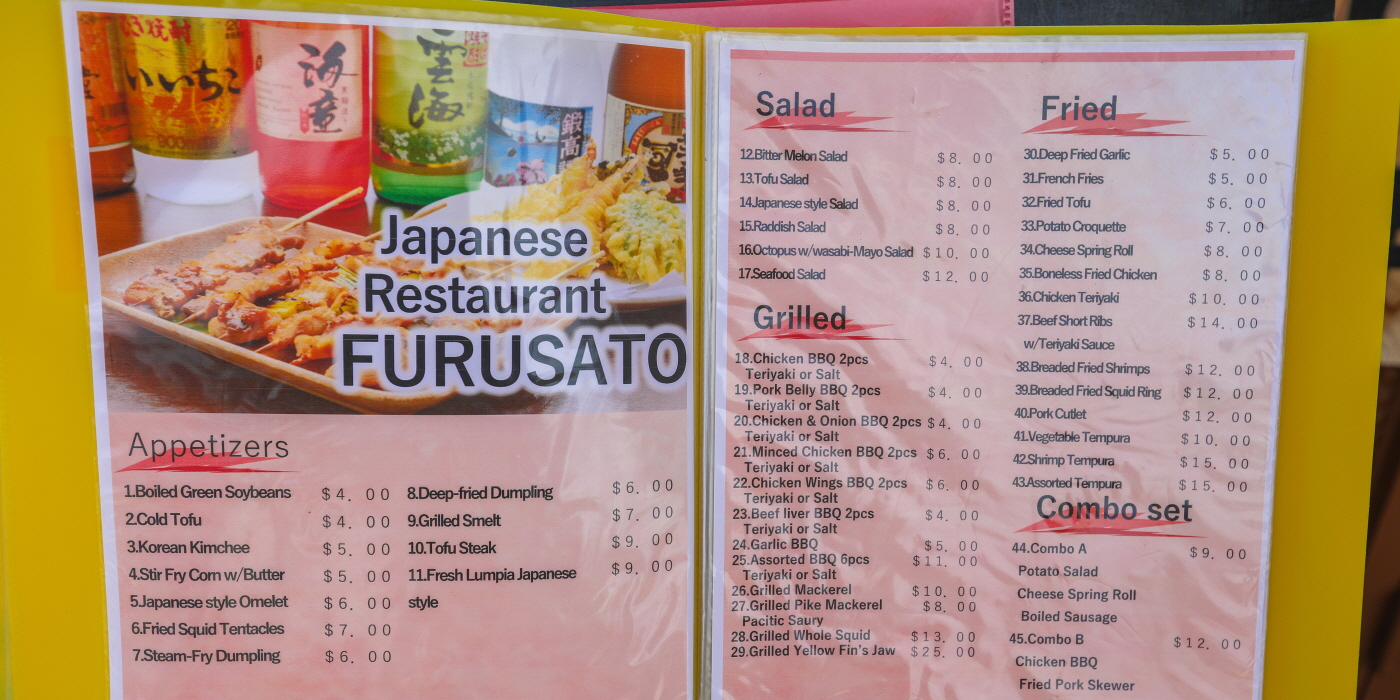 いいちこ
海童
雲海
鍛高
Japanese
Restaurant
FURUSATO
Appetizers
1.Boiled Green Soybeans $4. 00
2.Cold Tofu $4. 00
3.Korean Kimchee $5. 00
4.Stir Fry Corn w/Butter $5. 00
5Japanese style Omelet $6. 00
6.Fried Squid Tentacles $7. 00
7.Steam-Fry Dumpling $6. 00
8.Deep-fried Dumpling $6. 00
9.Grilled Smelt $7. 00
10.Tofu Steak $9. 00
11.Fresh Lumpia Japanese $9. 00
style
Salad
12.Bitter Melon Salad $8. 00
13.Tofu Salad $8. 00
14.Japanese style Salad $8. 00
15.Raddish Salad $8. 00
16.Octopus w/wasabi-Mayo Salad $10. 00
17.Seafood Salad $12. 00
Grilled
18.Chicken BBQ 2pcs $4. 00
Teriyaki or Salt
19.Pork Belly BBQ 2pcs $4. 00
Teriyaki or Salt
20.Chicken & Onion BBQ 2pcs $4. 00
Teriyaki or Salt
21.Minced Chicken BBQ 2pcs $6. 00
Teriyaki or Salt
22.Chicken Wings BBQ 2pcs $6. 00
Teriyaki or Salt
23.Beef liver BBQ 2pcs $4. 00
Teriyaki or Salt
24.Garlic BBQ $5. 00
25.Assorted BBQ 6pcs $11. 00
Teriyaki or Salt
26.Grilled Mackerel $10. 00
27.Grilled Pike Mackerel $8. 00
Pacitic Saury
28.Grilled Whole Squid $13. 00
29.Grilled Yellow Fin's Jaw $25. 00
Fried
30.Deep Fried Garlic $5. 00
31.French Fries $5. 00
32.Fried Tofu $6. 00
33.Potato Croquette $7. 00
34.Cheese Spring Roll $8. 00
35.Boneless Fried Chicken $8. 00
36.Chicken Teriyaki $10. 00
37.Beef Short Ribs $14. 00
w/Teriyaki Sauce
38.Breaded Fried Shrimps $12. 00
39.Breaded Fried Squid Ring $12. 00
40.Pork Cutlet $12. 00
41.Vegetable Tempura $10. 00
42.Shrimp Tempura $15. 00
43.Assorted Tempura $15. 00
Combo set
44.Combo A $9. 00
Potato Salad
Cheese Spring Roll
Boiled Sausage
45.Combo B $12. 00
Chicken BBQ
Fried Pork Skewer